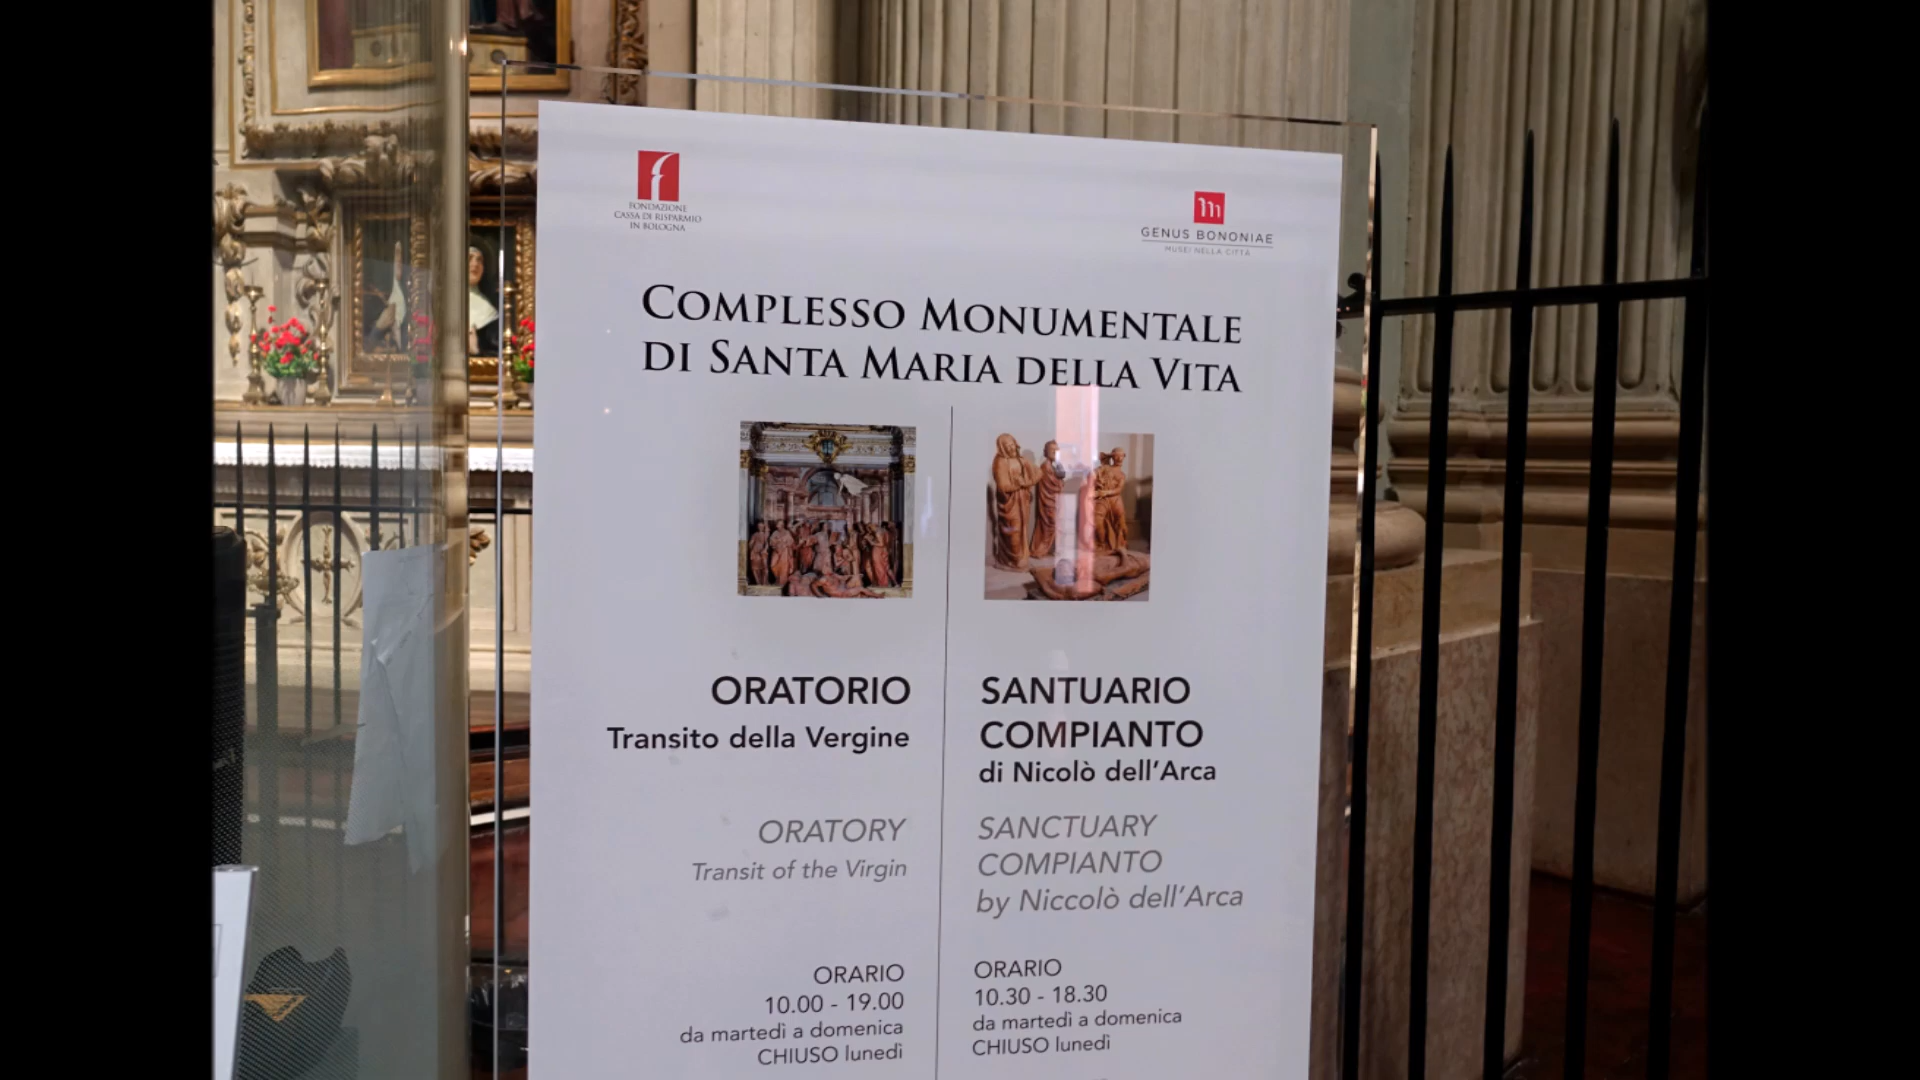 FONDAZIONE
CASSA DI RISPARMIO
IN BOLOGNA
GENUS BONONIAE
MUSEI NELLA CITTÀ
COMPLESSO MONUMENTALE
DI SANTA MARIA DELLA VITA
ORATORIO
Transito della Vergine
ORATORY
Transit of the Virgin
ORARIO
10.00 - 19.00
da martedì a domenica
CHIUSO lunedì
SANTUARIO
COMPIANTO
di Nicolò dell'Arca
SANCTUARY
COMPIANTO
by Niccolò dell'Arca
ORARIO
10.30 - 18.30
da martedì a domenica
CHIUSO lunedì